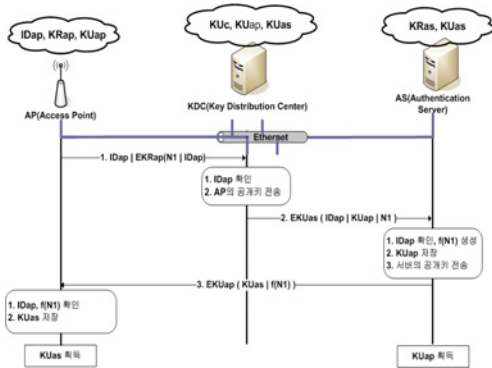 IDap, KRap, KUap
KUc, KUap, KUas
KRas, KUas
AP(Access Point)
KDC(Key Distribution Center)
AS(Authentication
Server)
Ethernet
1. IDap | EKRap(N1 | IDap)
1. IDap 확인
2. AP의 공개키 전송
2. EKUas ( IDap | KUap | N1 )
1. IDap 확인, f(N1) 생성
2. KUap 저장
3. 서버의 공개키 전송
3. EKUap ( KUas | f(N1) )
1. IDap, f(N1) 확인
2. KUas 저장
KUas 획득
KUap 획득